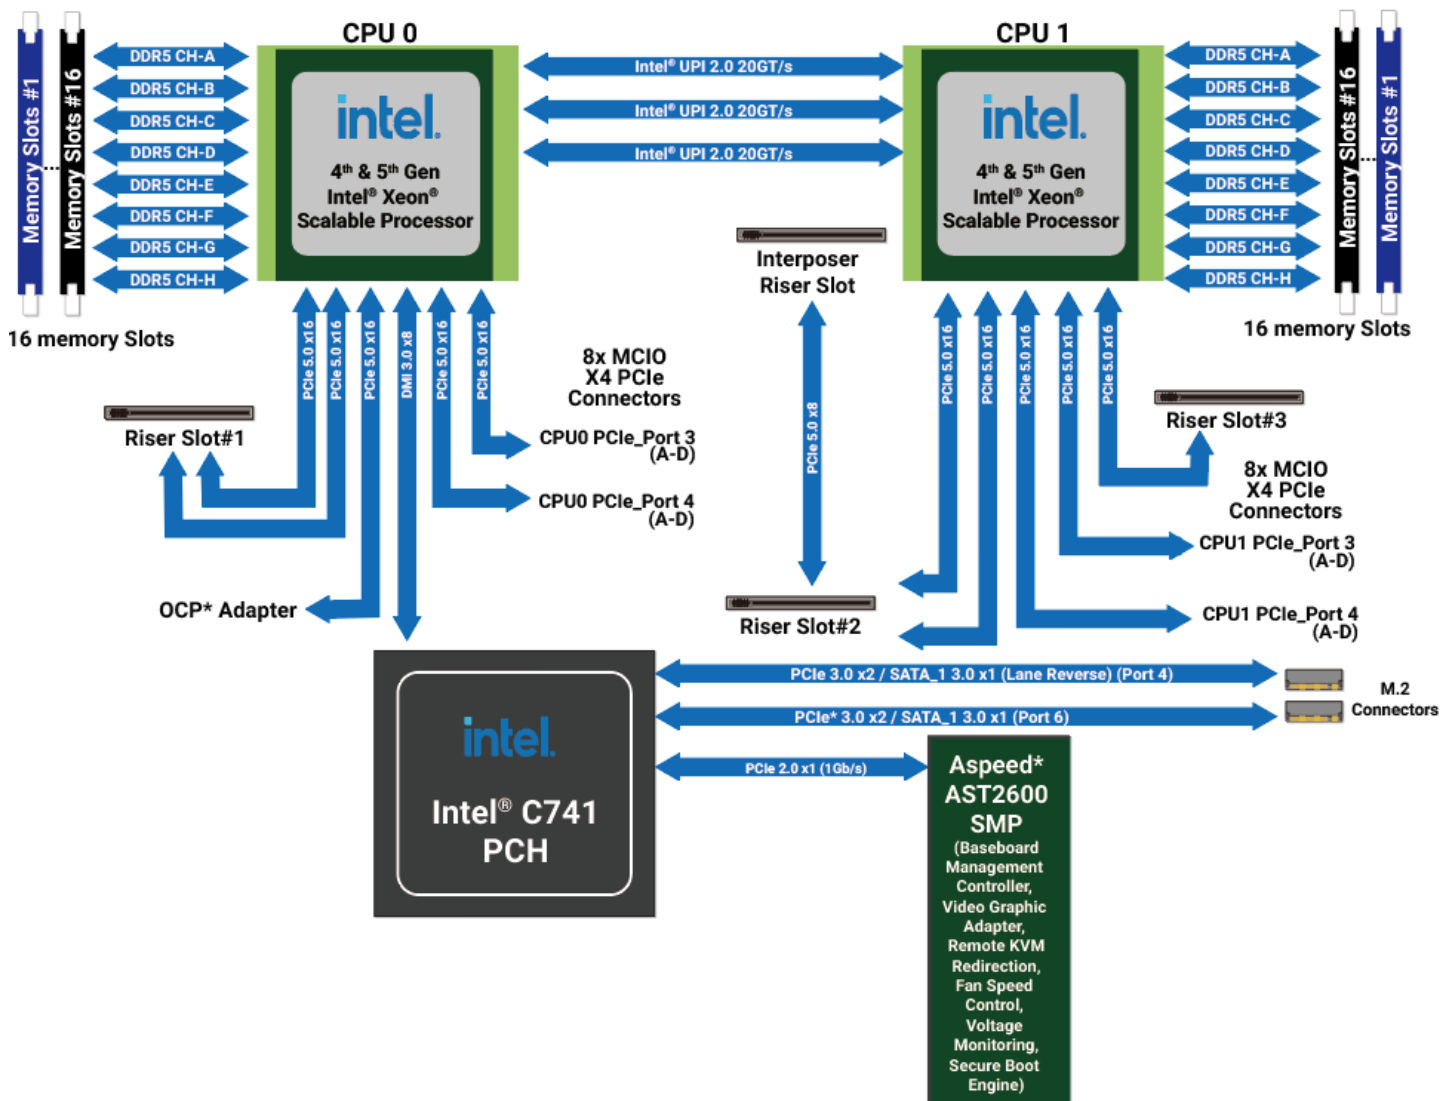 CPU 0
CPU 1
Memory Slots #1
Memory Slots #16
DDR5 CH-A
DDR5 CH-B
DDR5 CH-C
DDR5 CH-D
DDR5 CH-E
DDR5 CH-F
DDR5 CH-G
DDR5 CH-H
16 memory Slots
intel.
4th & 5th Gen
Intel® Xeon®
Scalable Processor
Intel® UPI 2.0 20GT/s
Intel® UPI 2.0 20GT/s
Intel® UPI 2.0 20GT/s
intel.
4th & 5th Gen
Intel® Xeon®
Scalable Processor
DDR5 CH-A
DDR5 CH-B
DDR5 CH-C
DDR5 CH-D
DDR5 CH-E
DDR5 CH-F
DDR5 CH-G
DDR5 CH-H
Memory Slots #16
Memory Slots #1
16 memory Slots
PCIe 5.0 x16
PCIe 5.0 x16
PCIe 5.0 x16
DMI 3.0 x8
PCIe 5.0 x16
PCIe 5.0 x16
Riser Slot#1
8x MCIO
X4 PCIe
Connectors
CPU0 PCIe_Port 3
(A-D)
CPU0 PCIe_Port 4
(A-D)
OCP* Adapter
Interposer
Riser Slot
PCIe 5.0 x8
Riser Slot#2
PCIe 5.0 x16
PCIe 5.0 x16
PCIe 5.0 x16
PCIe 5.0 x16
PCIe 5.0 x16
Riser Slot#3
8x MCIO
X4 PCIe
Connectors
CPU1 PCIe_Port 3
(A-D)
CPU1 PCIe_Port 4
(A-D)
intel.
Intel® C741
PCH
PCIe 3.0 x2 / SATA_1 3.0 x1 (Lane Reverse) (Port 4)
PCIe* 3.0 x2 / SATA_1 3.0 x1 (Port 6)
PCIe 2.0 x1 (1Gb/s)
M.2
Connectors
Aspeed*
AST2600
SMP
(Baseboard
Management
Controller,
Video Graphic
Adapter,
Remote KVM
Redirection,
Fan Speed
Control,
Voltage
Monitoring,
Secure Boot
Engine)